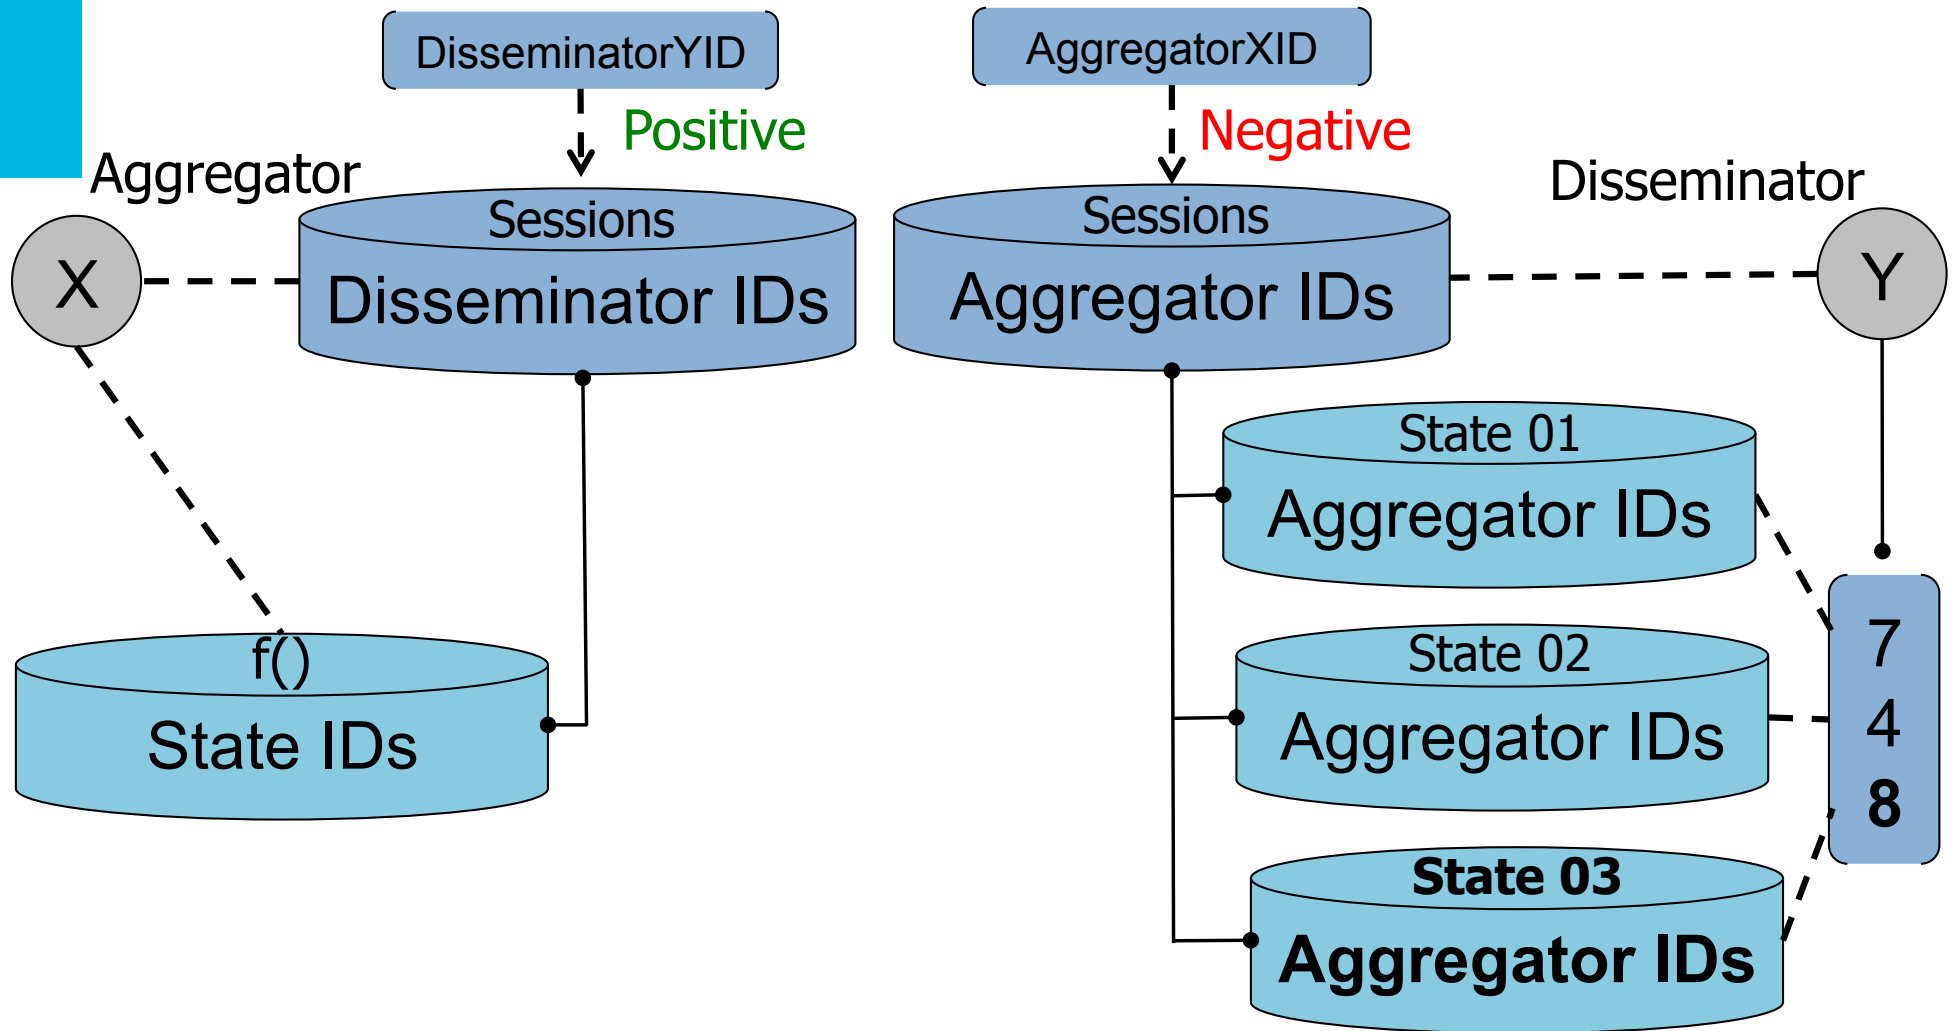 DisseminatorYID
AggregatorXID
Positive
Negative
Aggregator
Disseminator
Sessions
Disseminator IDs
Sessions
Aggregator IDs
X
Y
State 01
Aggregator IDs
f()
State IDs
State 02
Aggregator IDs
7
4
8
State 03
Aggregator IDs